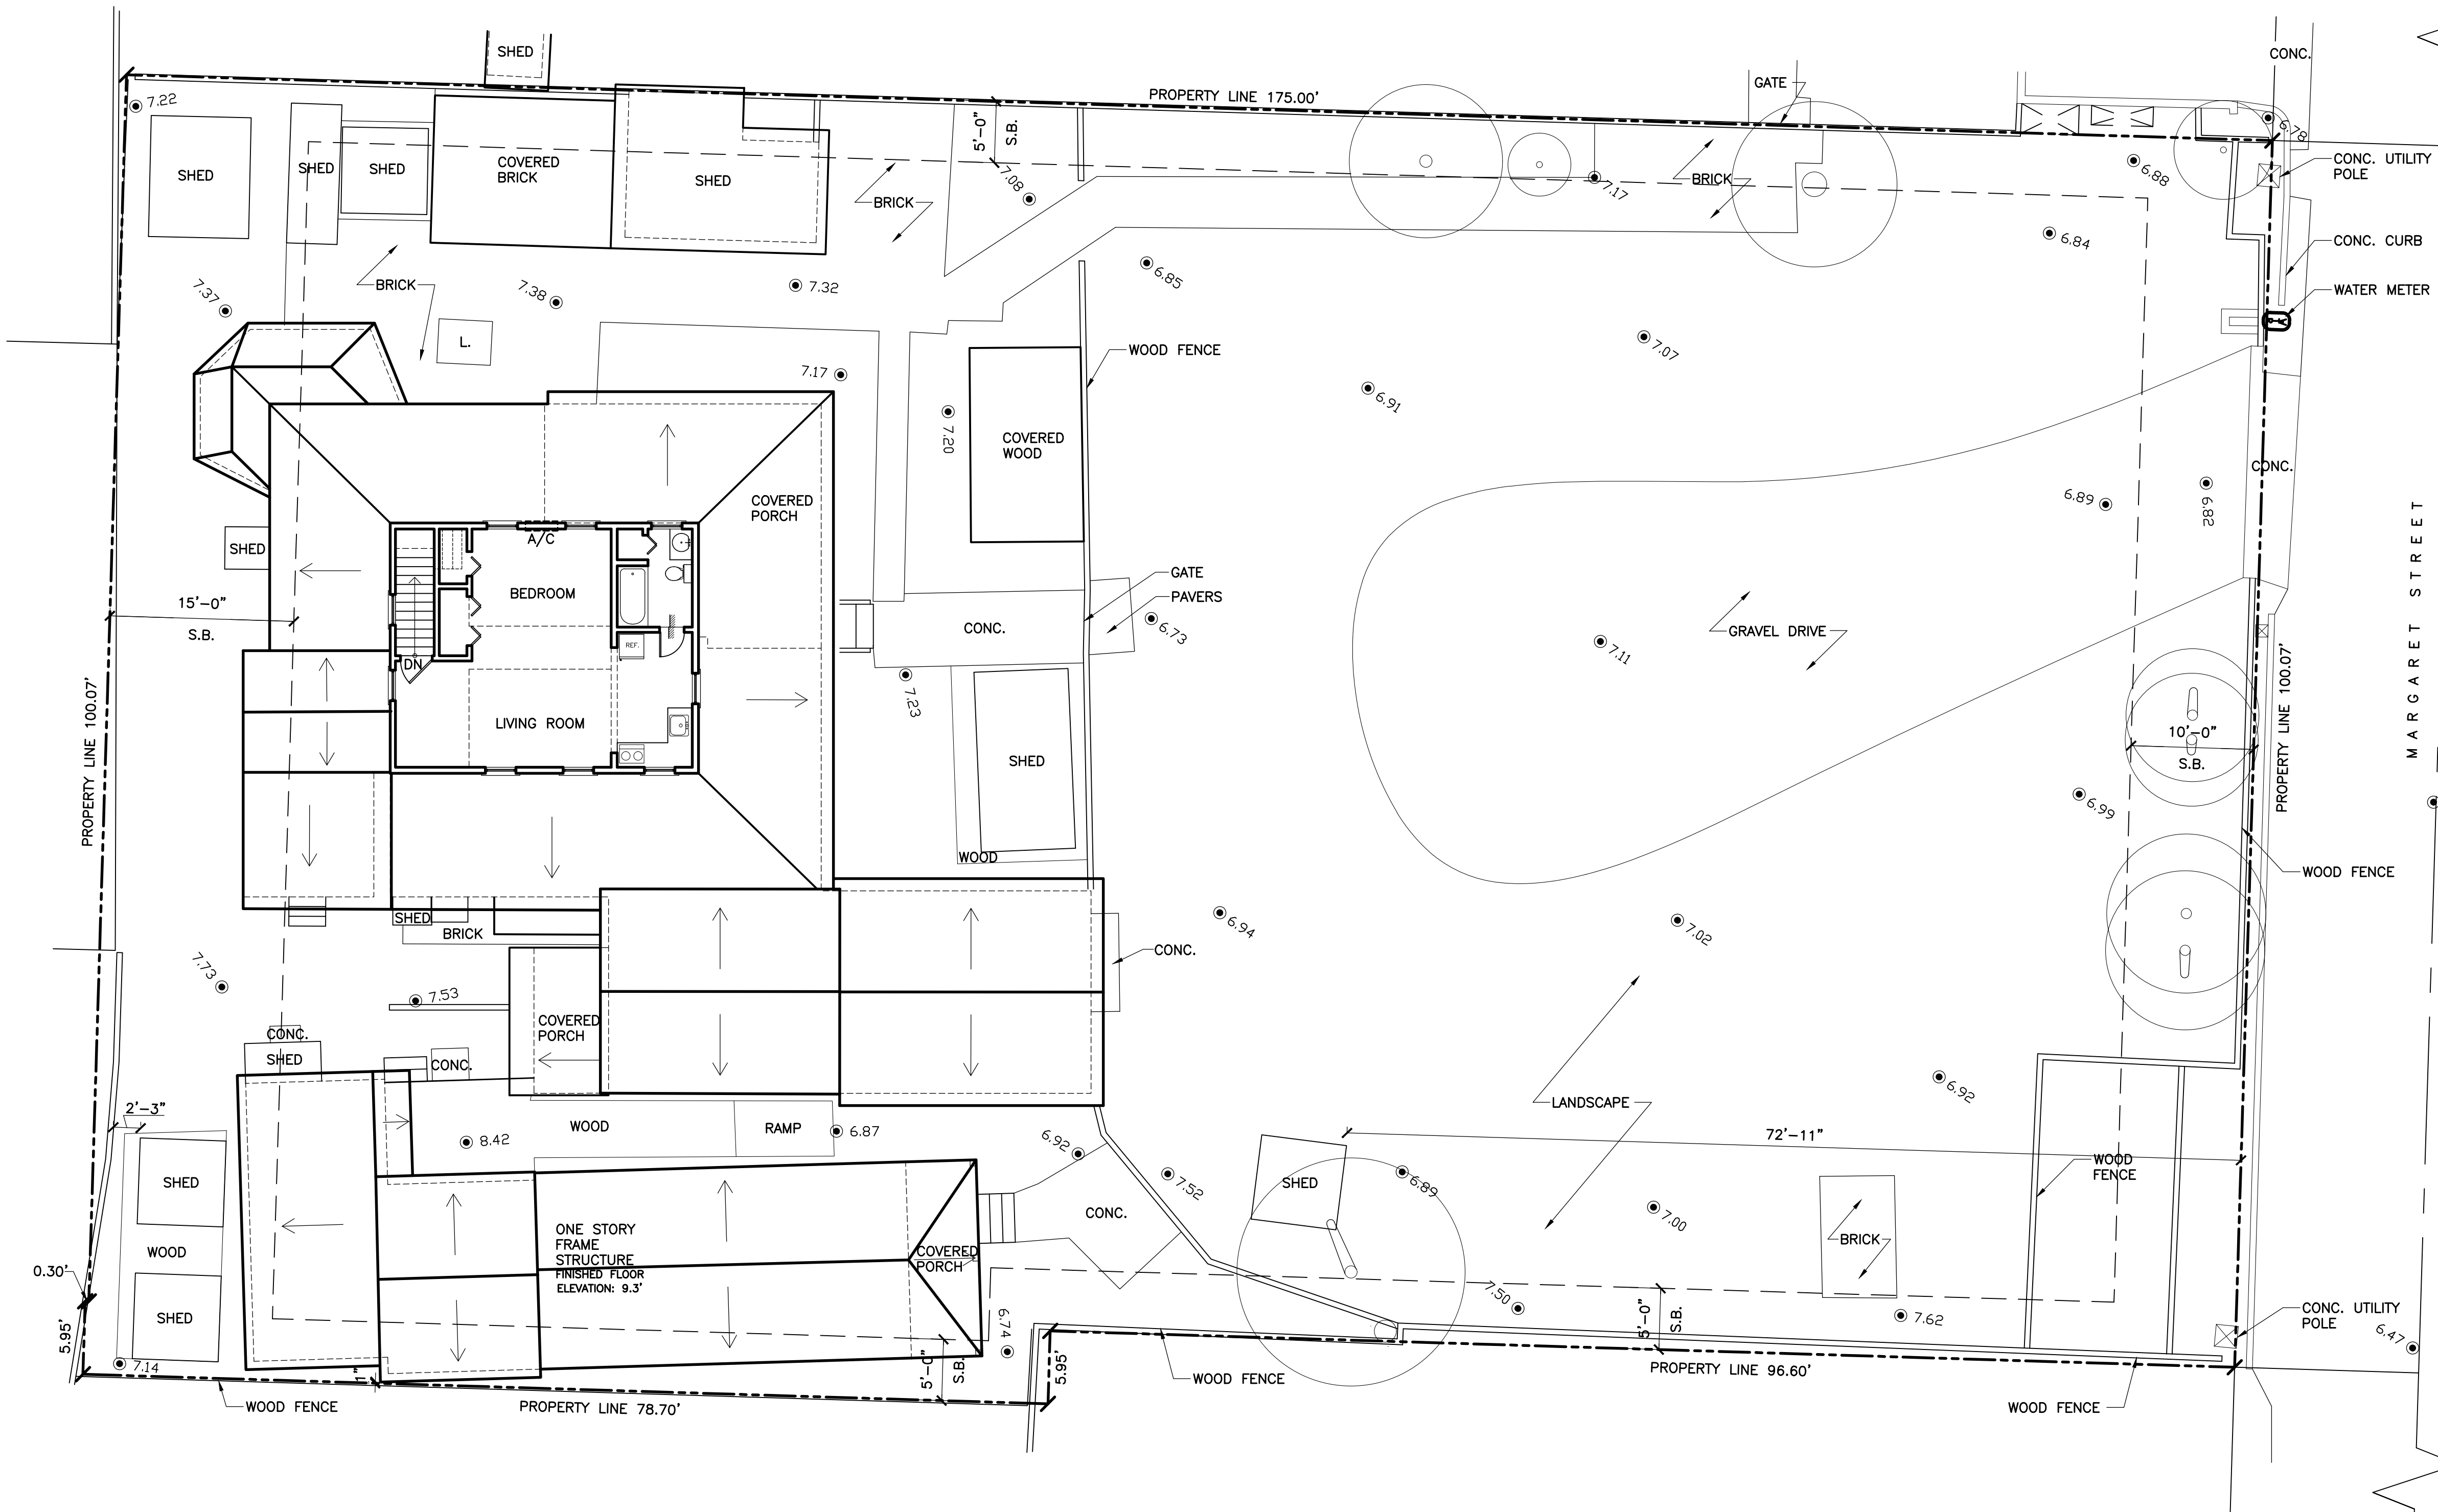 SHED
CONC.
GATE
PROPERTY LINE 175.00'
7.22
5'-0"
S.B.
6.78
SHED
SHED
SHED
COVERED
BRICK
SHED
7.08
BRICK
7.17
BRICK
6.88
CONC. UTILITY
POLE
6.84
CONC. CURB
7.37
BRICK
7.38
7.32
6.85
WATER METER
L.
7.17
WOOD FENCE
7.07
6.91
7.20
COVERED
WOOD
CONC.
COVERED
PORCH
6.89
6.82
MARGARET STREET
SHED
A/C
BEDROOM
GATE
PAVERS
15'-0"
S.B.
CONC.
6.73
GRAVEL DRIVE
7.11
REF.
DN
PROPERTY LINE 100.07'
7.23
LIVING ROOM
PROPERTY LINE 100.07'
10'-0"
S.B.
SHED
6.99
WOOD
WOOD FENCE
SHED
BRICK
6.94
7.02
CONC.
7.73
7.53
COVERED
PORCH
CONC.
SHED
CONC.
6.92
2'-3"
WOOD
RAMP
8.42
6.87
6.92
LANDSCAPE
72'-11"
WOOD
FENCE
SHED
7.52
SHED
6.89
CONC.
7.00
BRICK
WOOD
ONE STORY
FRAME
STRUCTURE
FINISHED FLOOR
ELEVATION: 9.3'
COVERED
PORCH
0.30'
SHED
5.95'
7.14
1"
5'-0"
S.B.
6.74
5.95'
7.50
5'-0"
S.B.
7.62
CONC. UTILITY
POLE
6.47
WOOD FENCE
PROPERTY LINE 78.70'
WOOD FENCE
PROPERTY LINE 96.60'
WOOD FENCE